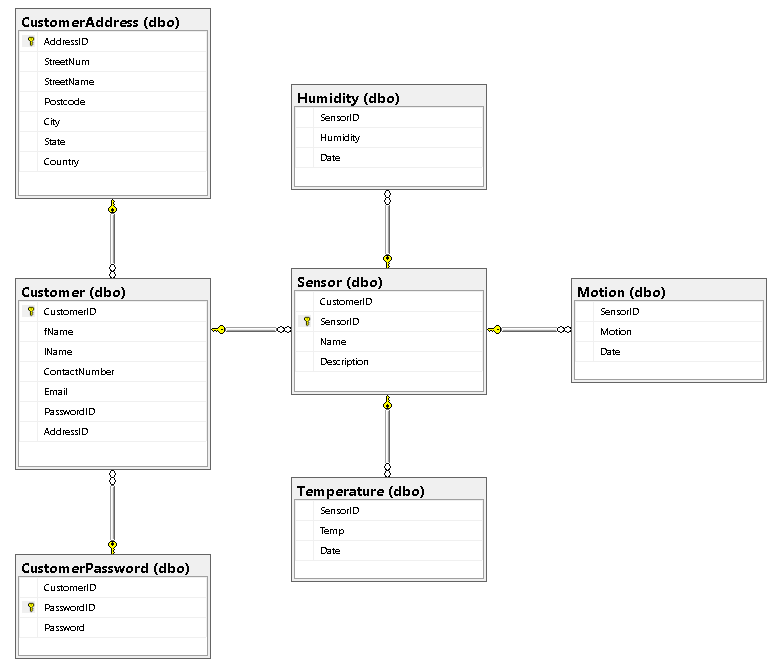 CustomerAddress (dbo)
AddressID
StreetNum
StreetName
Postcode
City
State
Country
Humidity (dbo)
SensorID
Humidity
Date
Customer (dbo)
CustomerID
fName
lName
ContactNumber
Email
PasswordID
AddressID
Sensor (dbo)
CustomerID
SensorID
Name
Description
Motion (dbo)
SensorID
Motion
Date
Temperature (dbo)
SensorID
Temp
Date
CustomerPassword (dbo)
CustomerID
PasswordID
Password